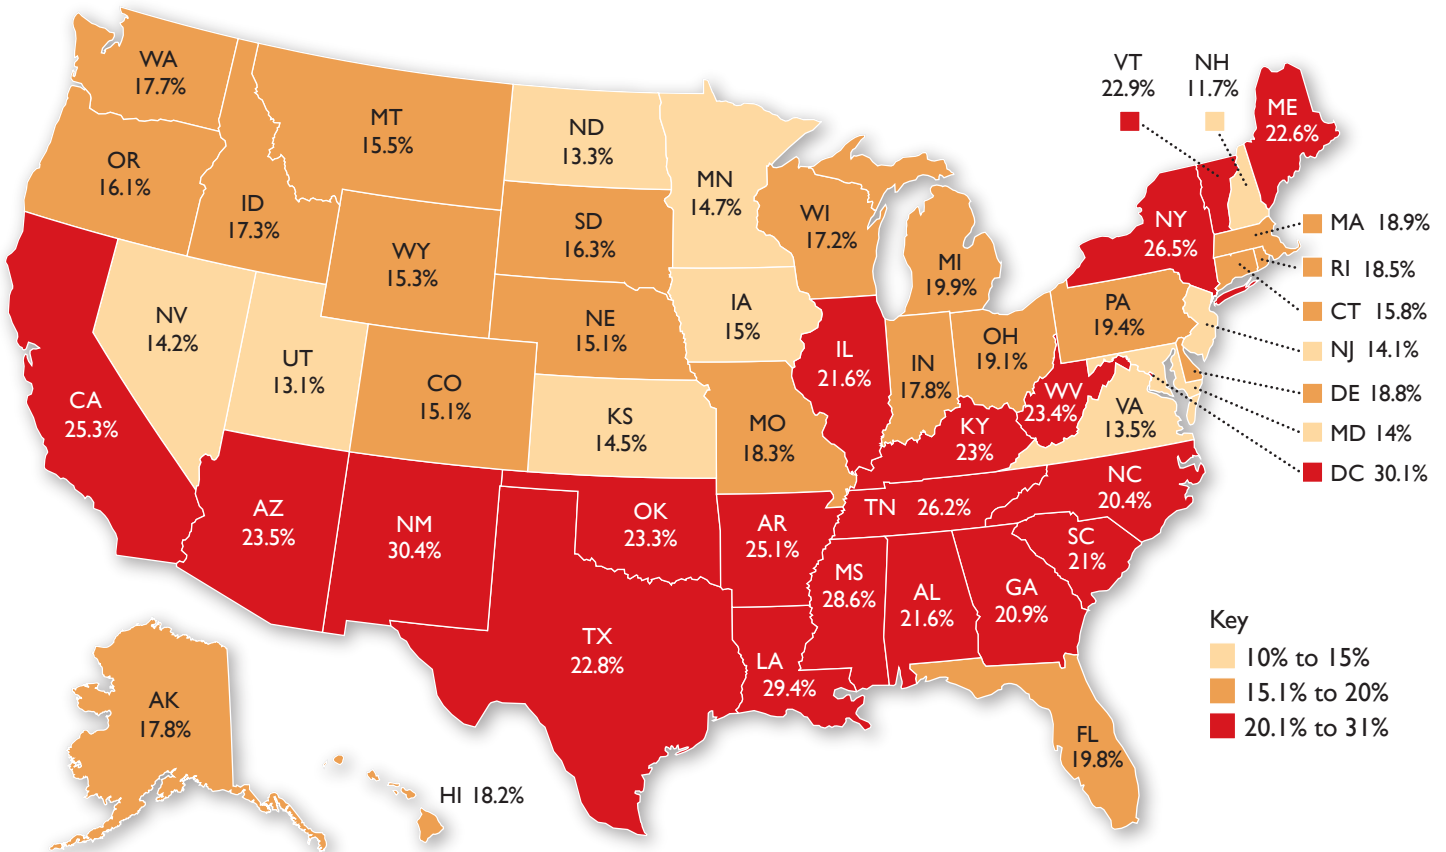 WA
17.7%
OR
16.1%
ID
17.3%
MT
15.5%
WY
15.3%
ND
13.3%
SD
16.3%
NE
15.1%
KS
14.5%
MN
14.7%
IA
15%
MO
18.3%
WI
17.2%
MI
19.9%
IL
21.6%
IN
17.8%
OH
19.1%
PA
19.4%
NY
26.5%
VT
22.9%
NH
11.7%
ME
22.6%
MA 18.9%
RI 18.5%
CT 15.8%
NJ 14.1%
DE 18.8%
MD 14%
DC 30.1%
CA
25.3%
NV
14.2%
UT
13.1%
CO
15.1%
AZ
23.5%
NM
30.4%
OK
23.3%
TX
22.8%
AR
25.1%
LA
29.4%
MS
28.6%
AL
21.6%
GA
20.9%
FL
19.8%
SC
21%
NC
20.4%
TN 26.2%
KY
23%
WV
23.4%
VA
13.5%
AK
17.8%
HI 18.2%
Key
10% to 15%
15.1% to 20%
20.1% to 31%